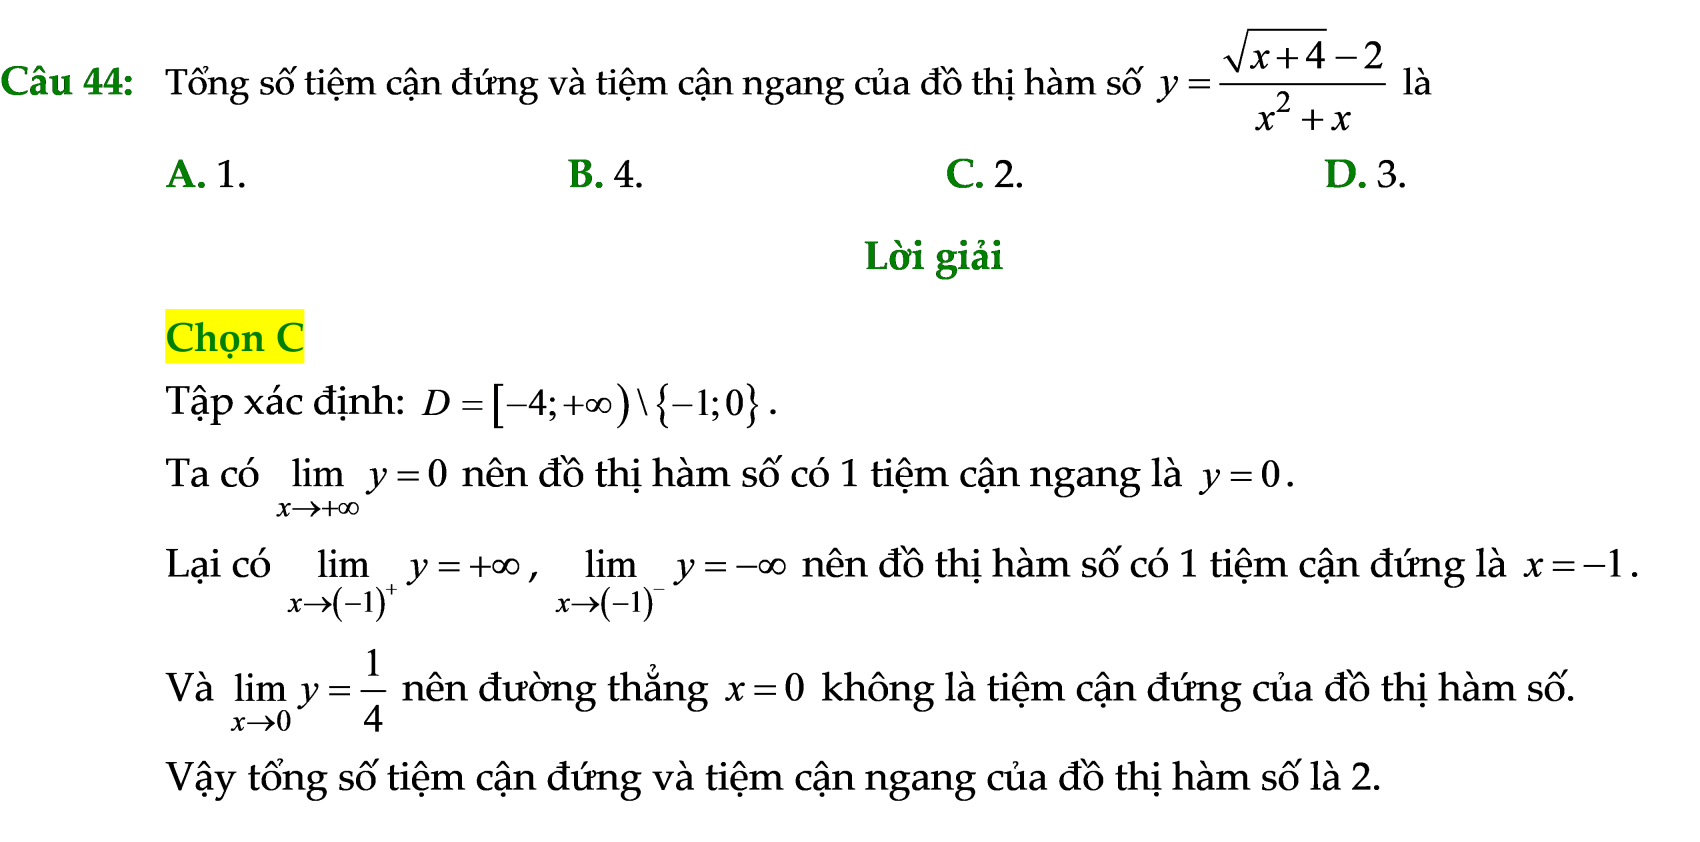 Câu 44: Tổng số tiệm cận đứng và tiệm cận ngang của đồ thị hàm số $y = \frac{\sqrt{x+4}-2}{x^2+x}$ là
A. 1. B. 4. C. 2. D. 3.
Lời giải
Chọn C
Tập xác định: $D = [-4;+\infty) \setminus \{-1;0\}$.
Ta có $\lim_{x \to +\infty} y = 0$ nên đồ thị hàm số có 1 tiệm cận ngang là $y = 0$.
Lại có $\lim_{x \to (-1)^+} y = +\infty$, $\lim_{x \to (-1)^-} y = -\infty$ nên đồ thị hàm số có 1 tiệm cận đứng là $x = -1$.
Và $\lim_{x \to 0} y = \frac{1}{4}$ nên đường thẳng $x = 0$ không là tiệm cận đứng của đồ thị hàm số.
Vậy tổng số tiệm cận đứng và tiệm cận ngang của đồ thị hàm số là 2.